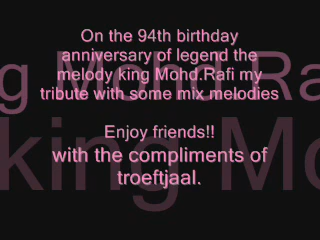 On the 94th birthday
anniversary of legend the
melody king Mohd.Rafi my
tribute with some mix melodies
Enjoy friends!!
with the compliments of
troeftjaal.